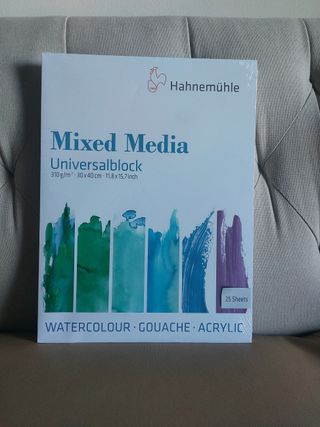 Hahnemühle
Mixed Media
Universalblock
310 g/m² · 30 x 40 cm · 11,8 x 15,7 inch
25 Sheets
WATERCOLOUR · GOUACHE · ACRYLIC